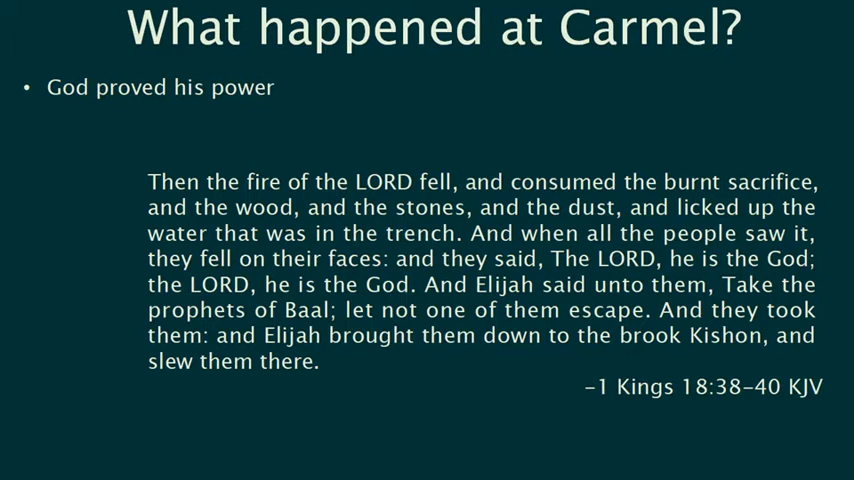 What happened at Carmel?
• God proved his power
Then the fire of the LORD fell, and consumed the burnt sacrifice,
and the wood, and the stones, and the dust, and licked up the
water that was in the trench. And when all the people saw it,
they fell on their faces: and they said, The LORD, he is the God;
the LORD, he is the God. And Elijah said unto them, Take the
prophets of Baal; let not one of them escape. And they took
them: and Elijah brought them down to the brook Kishon, and
slew them there.
–1 Kings 18:38–40 KJV